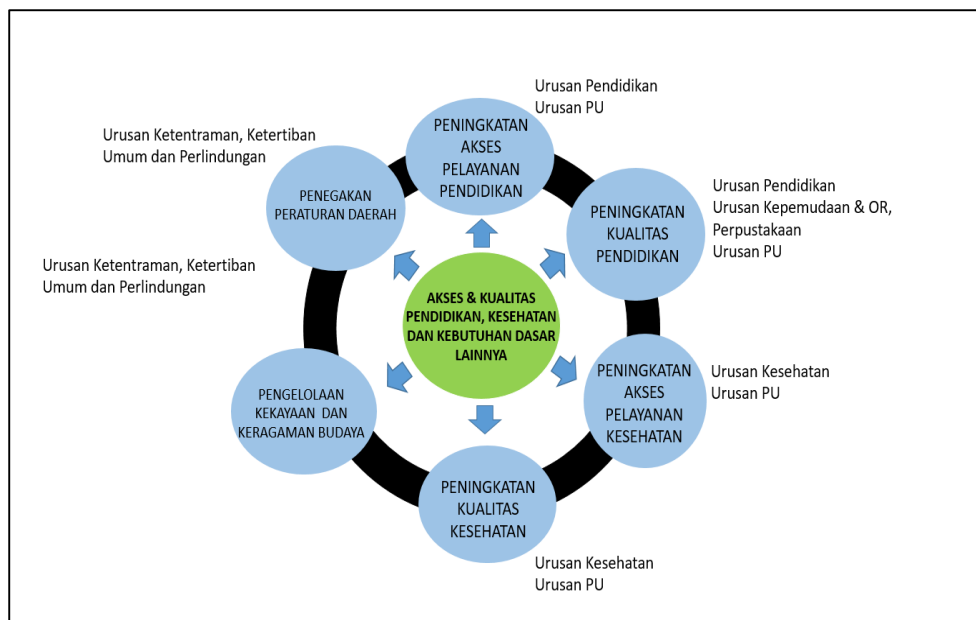 Urusan Pendidikan
Urusan PU
PENINGKATAN
AKSES
PELAYANAN
PENDIDIKAN
Urusan Ketentraman, Ketertiban
Umum dan Perlindungan
PENEGAKAN
PERATURAN DAERAH
PENINGKATAN
KUALITAS
PENDIDIKAN
Urusan Pendidikan
Urusan Kepemudaan & OR,
Perpustakaan
Urusan PU
Urusan Ketentraman, Ketertiban
Umum dan Perlindungan
AKSES & KUALITAS
PENDIDIKAN, KESEHATAN
DAN KEBUTUHAN DASAR
LAINNYA
PENINGKATAN
AKSES
PELAYANAN
KESEHATAN
Urusan Kesehatan
Urusan PU
PENGELOLAAN
KEKAYAAN DAN
KERAGAMAN BUDAYA
PENINGKATAN
KUALITAS
KESEHATAN
Urusan Kesehatan
Urusan PU